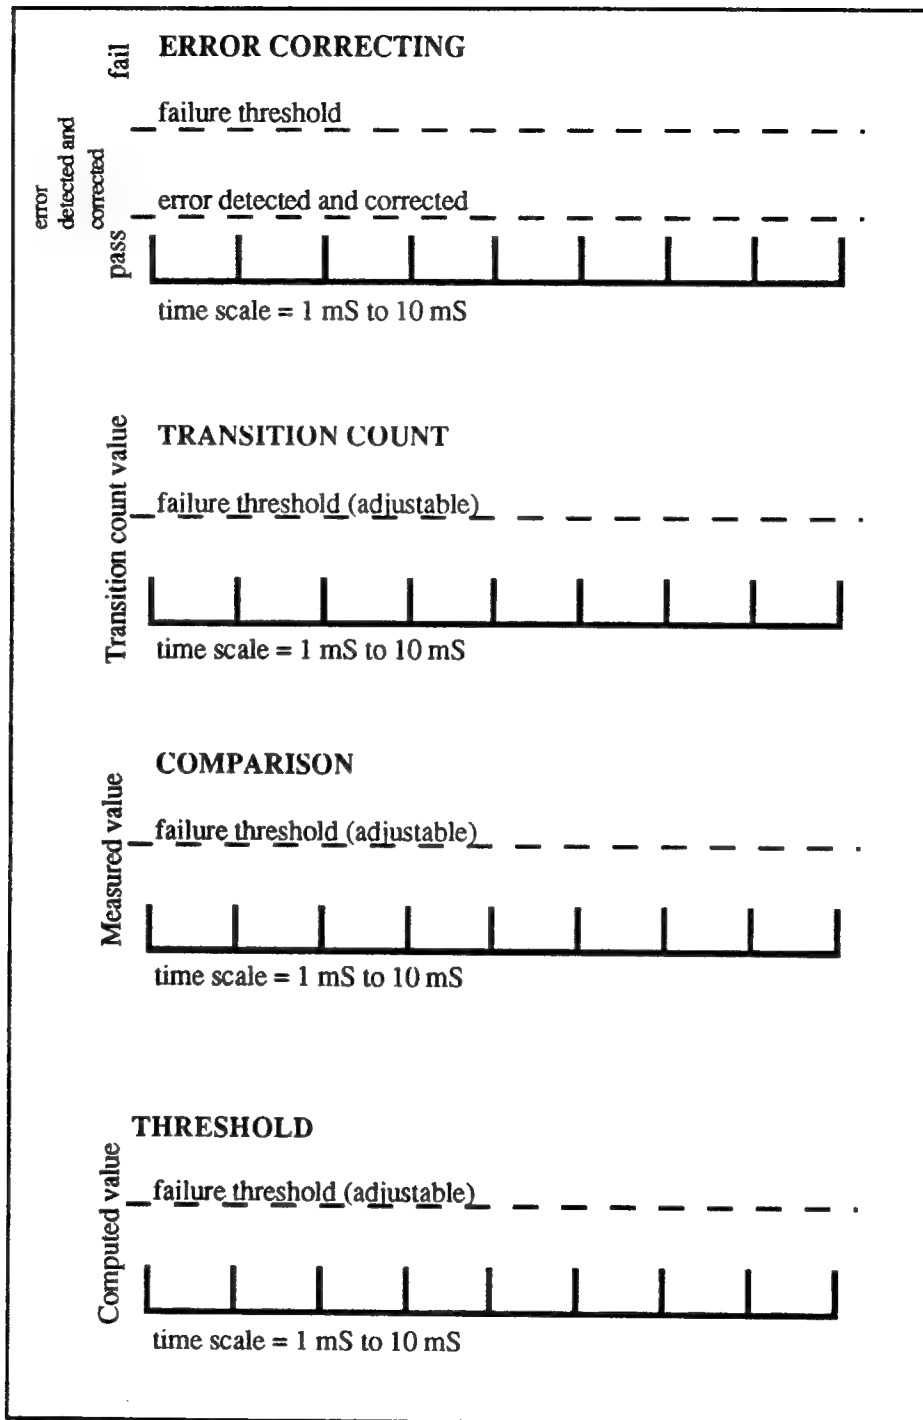 fail
ERROR CORRECTING
failure threshold
error
detected and
corrected
error detected and corrected
pass
time scale = 1 mS to 10 mS
Transition count value
TRANSITION COUNT
failure threshold (adjustable)
time scale = 1 mS to 10 mS
Measured value
COMPARISON
failure threshold (adjustable)
time scale = 1 mS to 10 mS
Computed value
THRESHOLD
failure threshold (adjustable)
time scale = 1 mS to 10 mS